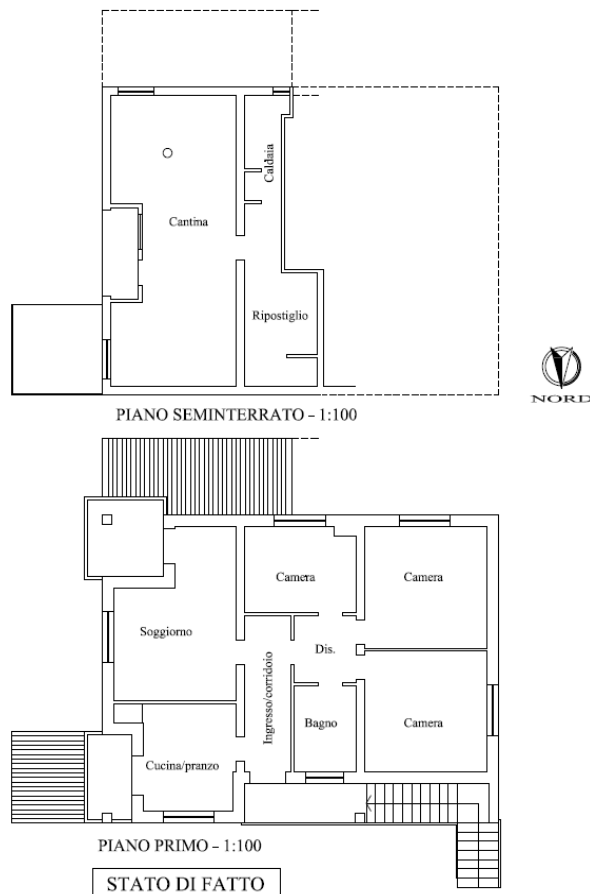 Caldaia
Cantina
Ripostiglio
NORD
PIANO SEMINTERRATO - 1:100
Camera
Camera
Soggiorno
Dis.
Ingresso/corridoio
Bagno
Camera
Cucina/pranzo
PIANO PRIMO - 1:100
STATO DI FATTO